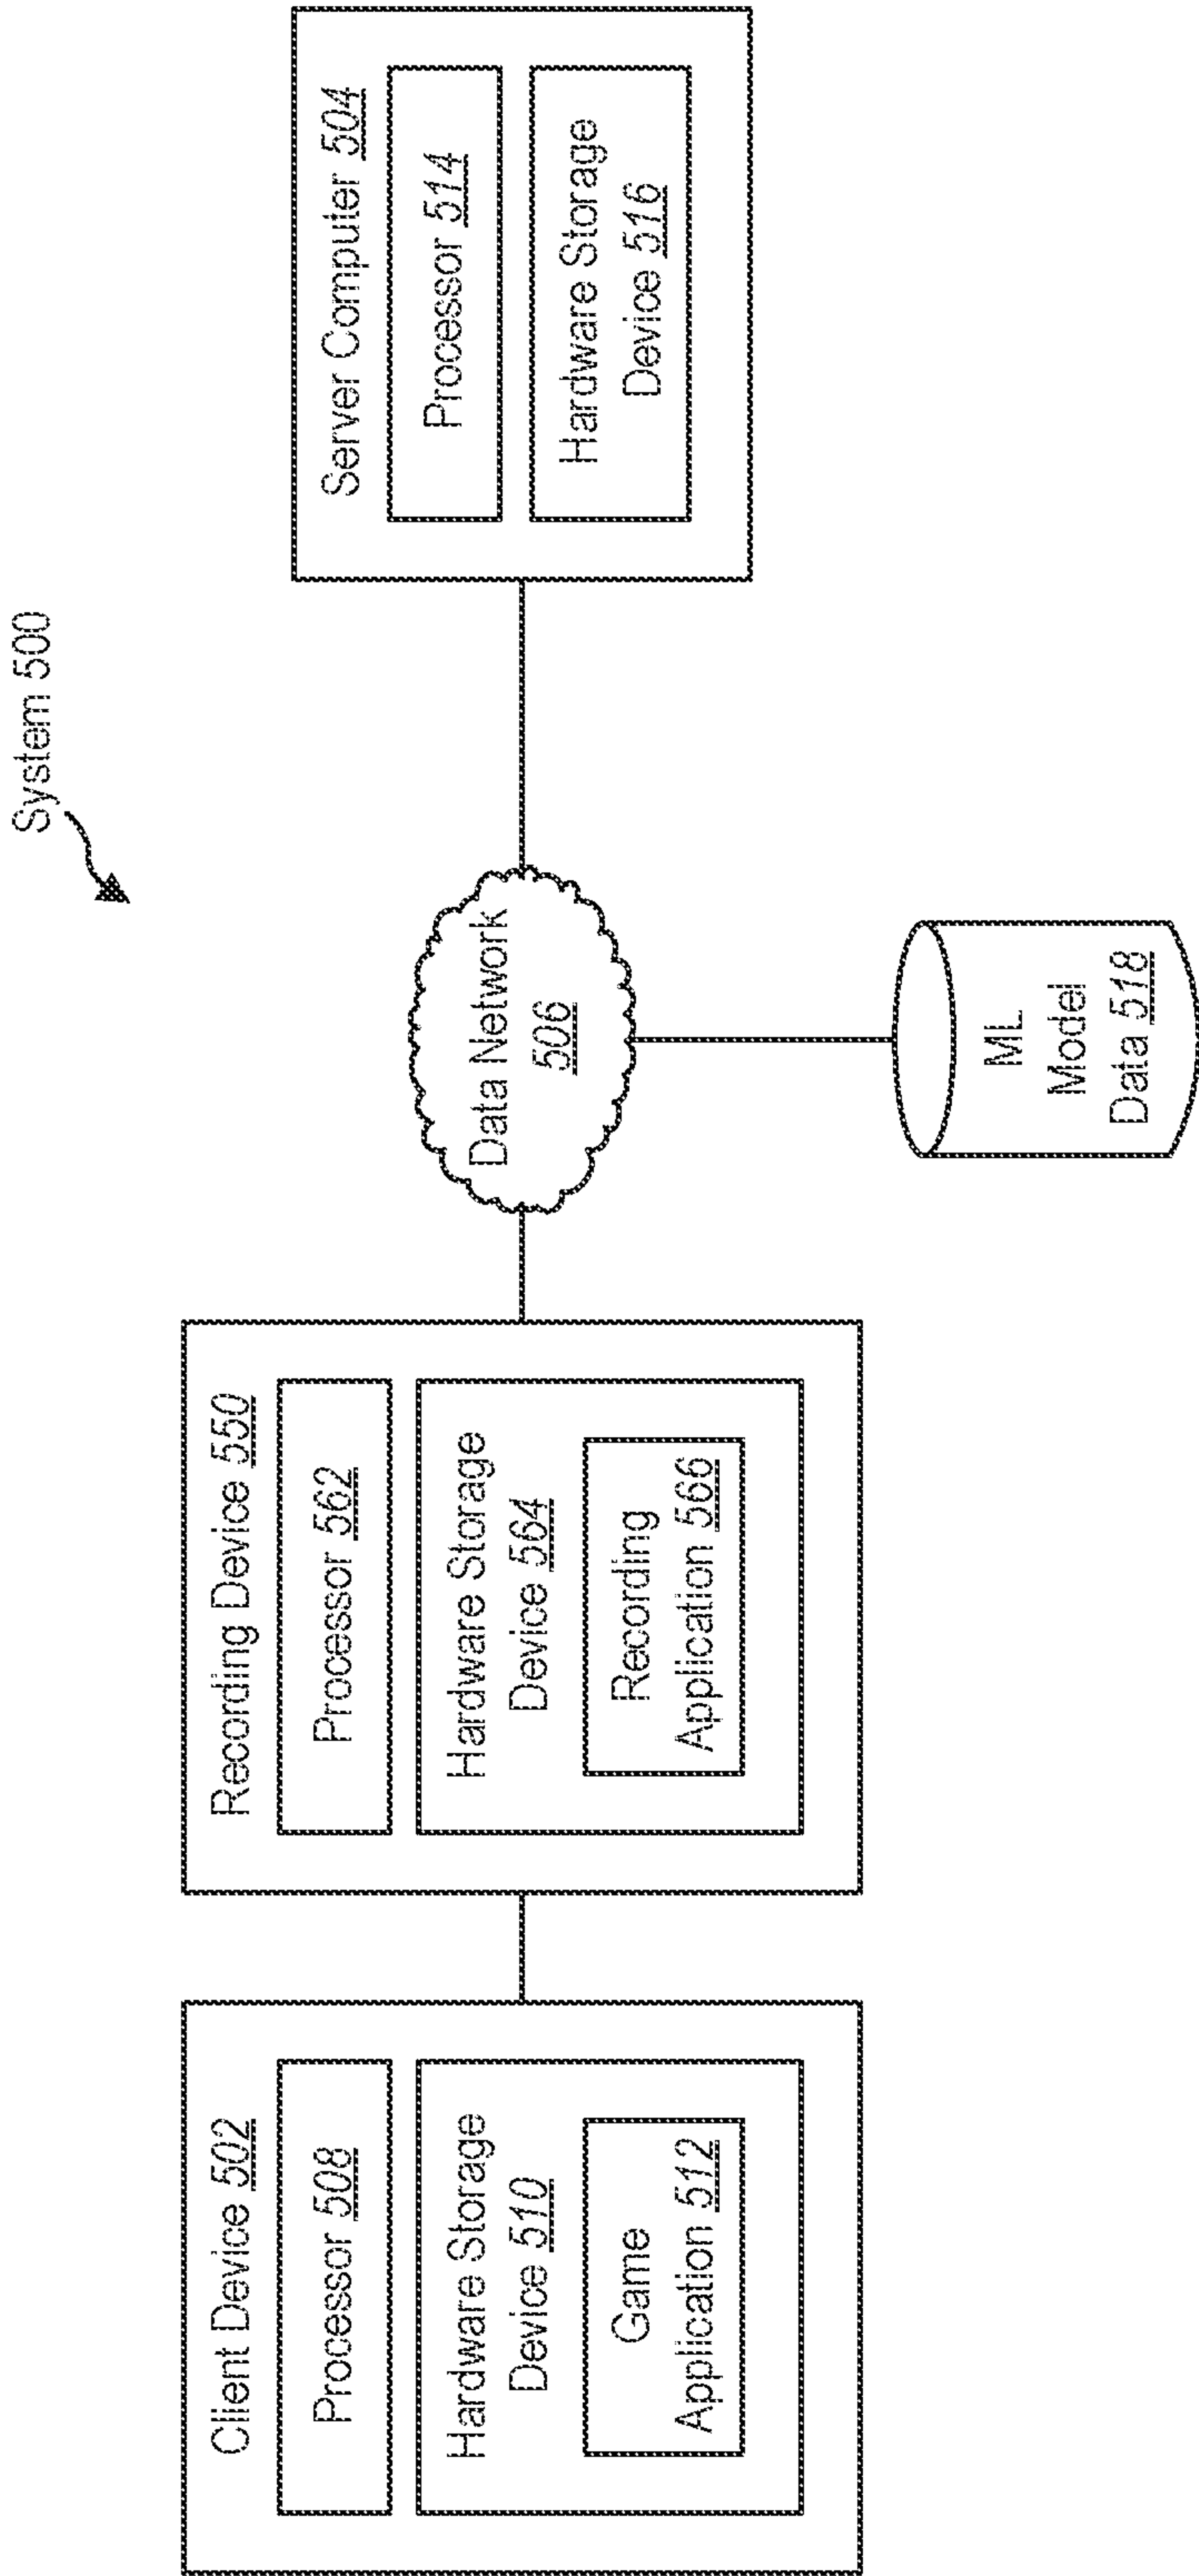 System 500
Client Device 502
Processor 508
Hardware Storage
Device 510
Game
Application 512
Recording Device 550
Processor 562
Hardware Storage
Device 564
Recording
Application 566
Data Network
506
ML
Model
Data 518
Server Computer 504
Processor 514
Hardware Storage
Device 516